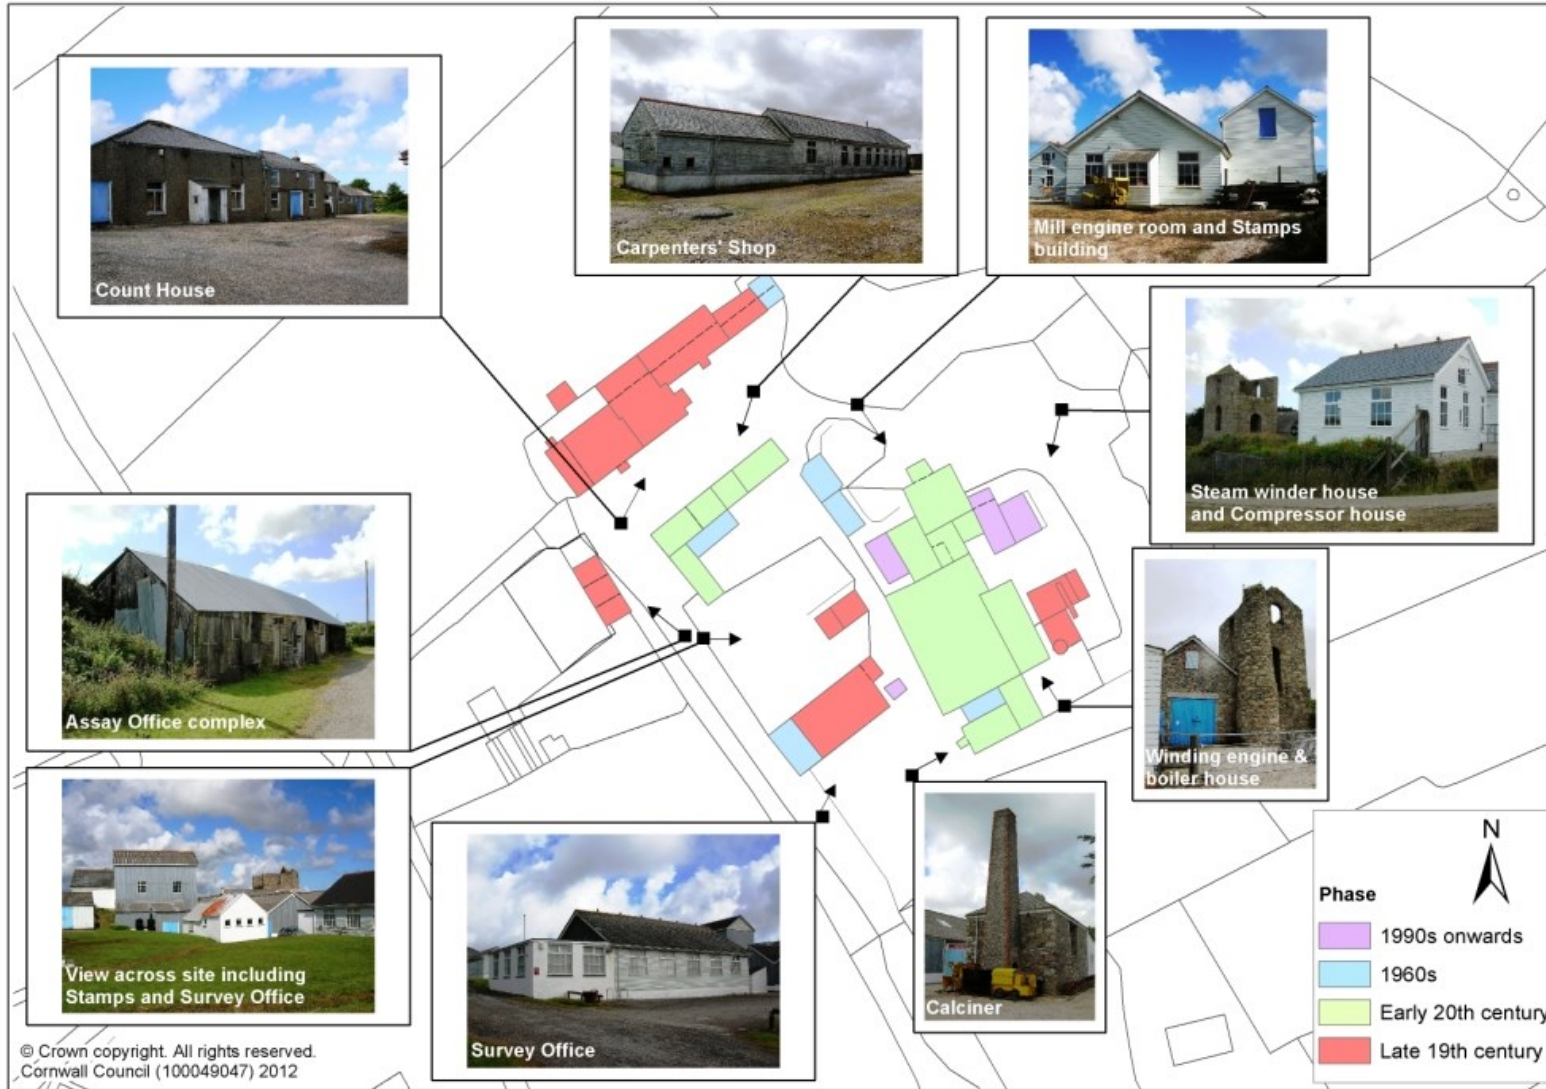 Count House
Carpenters' Shop
Mill engine room and Stamps
building
Steam winder house
and Compressor house
Assay Office complex
Winding engine &
boiler house
View across site including
Stamps and Survey Office
Survey Office
Calciner
N
Phase
1990s onwards
1960s
Early 20th century
Late 19th century
© Crown copyright. All rights reserved.
Cornwall Council (100049047) 2012